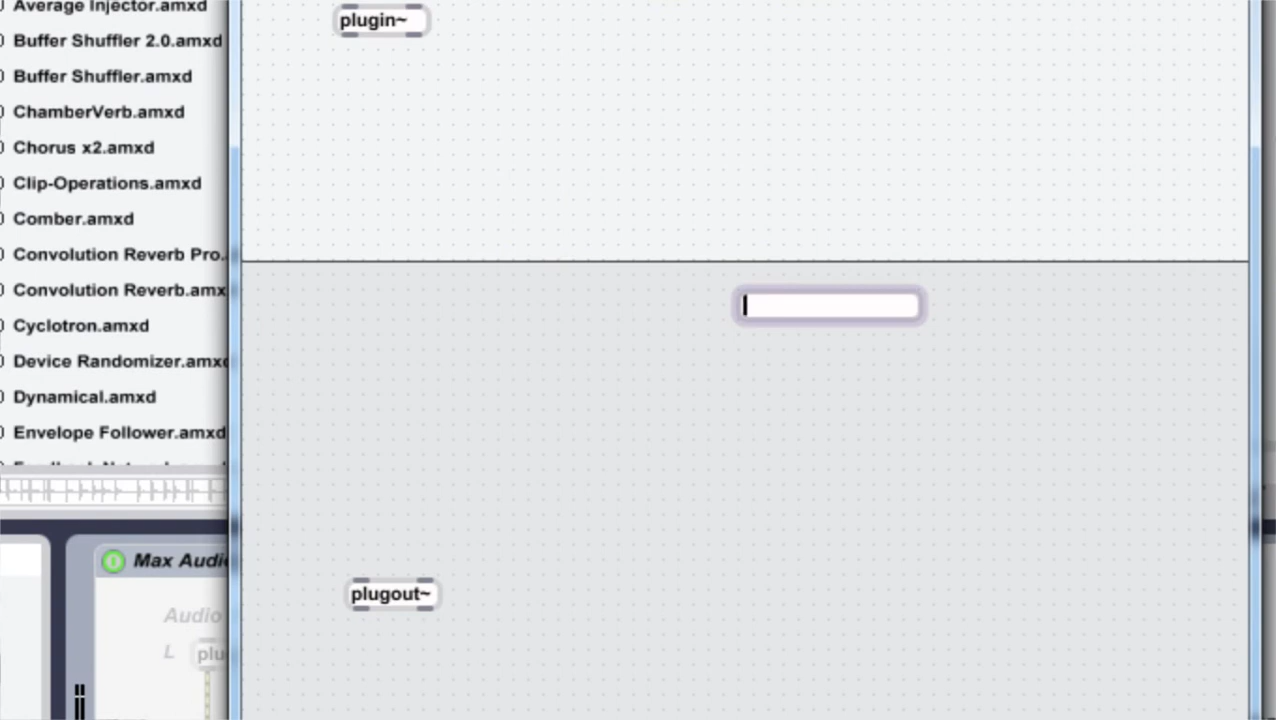 Average Injector.amxd
Buffer Shuffler 2.0.amxd
Buffer Shuffler.amxd
ChamberVerb.amxd
Chorus x2.amxd
Clip-Operations.amxd
Comber.amxd
Convolution Reverb Pro.
Convolution Reverb.amx
Cyclotron.amxd
Device Randomizer.amxd
Dynamical.amxd
Envelope Follower.amxd
Max Audi
Audio
L plu
plugin~
plugout~